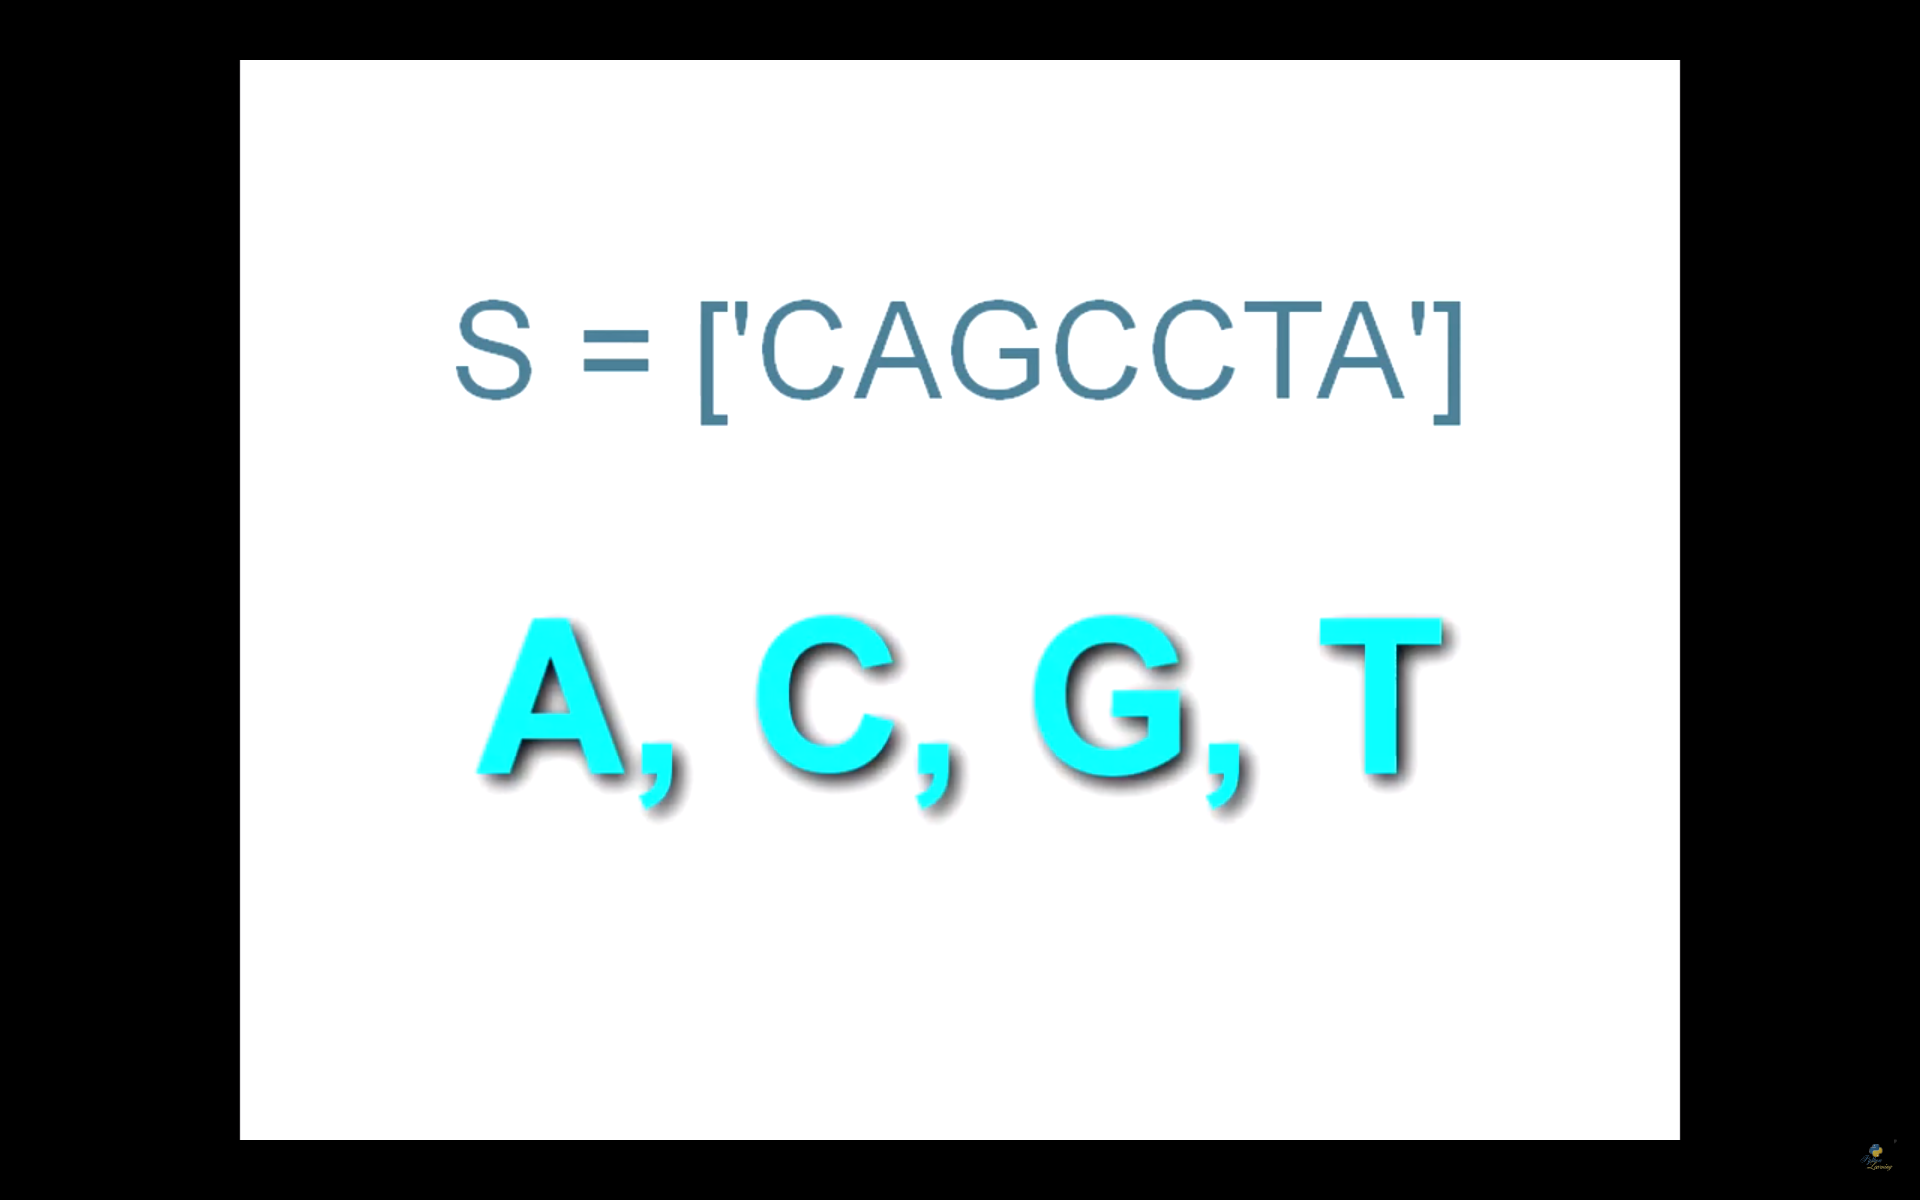 S = ['CAGCCTA']
A, C, G, T